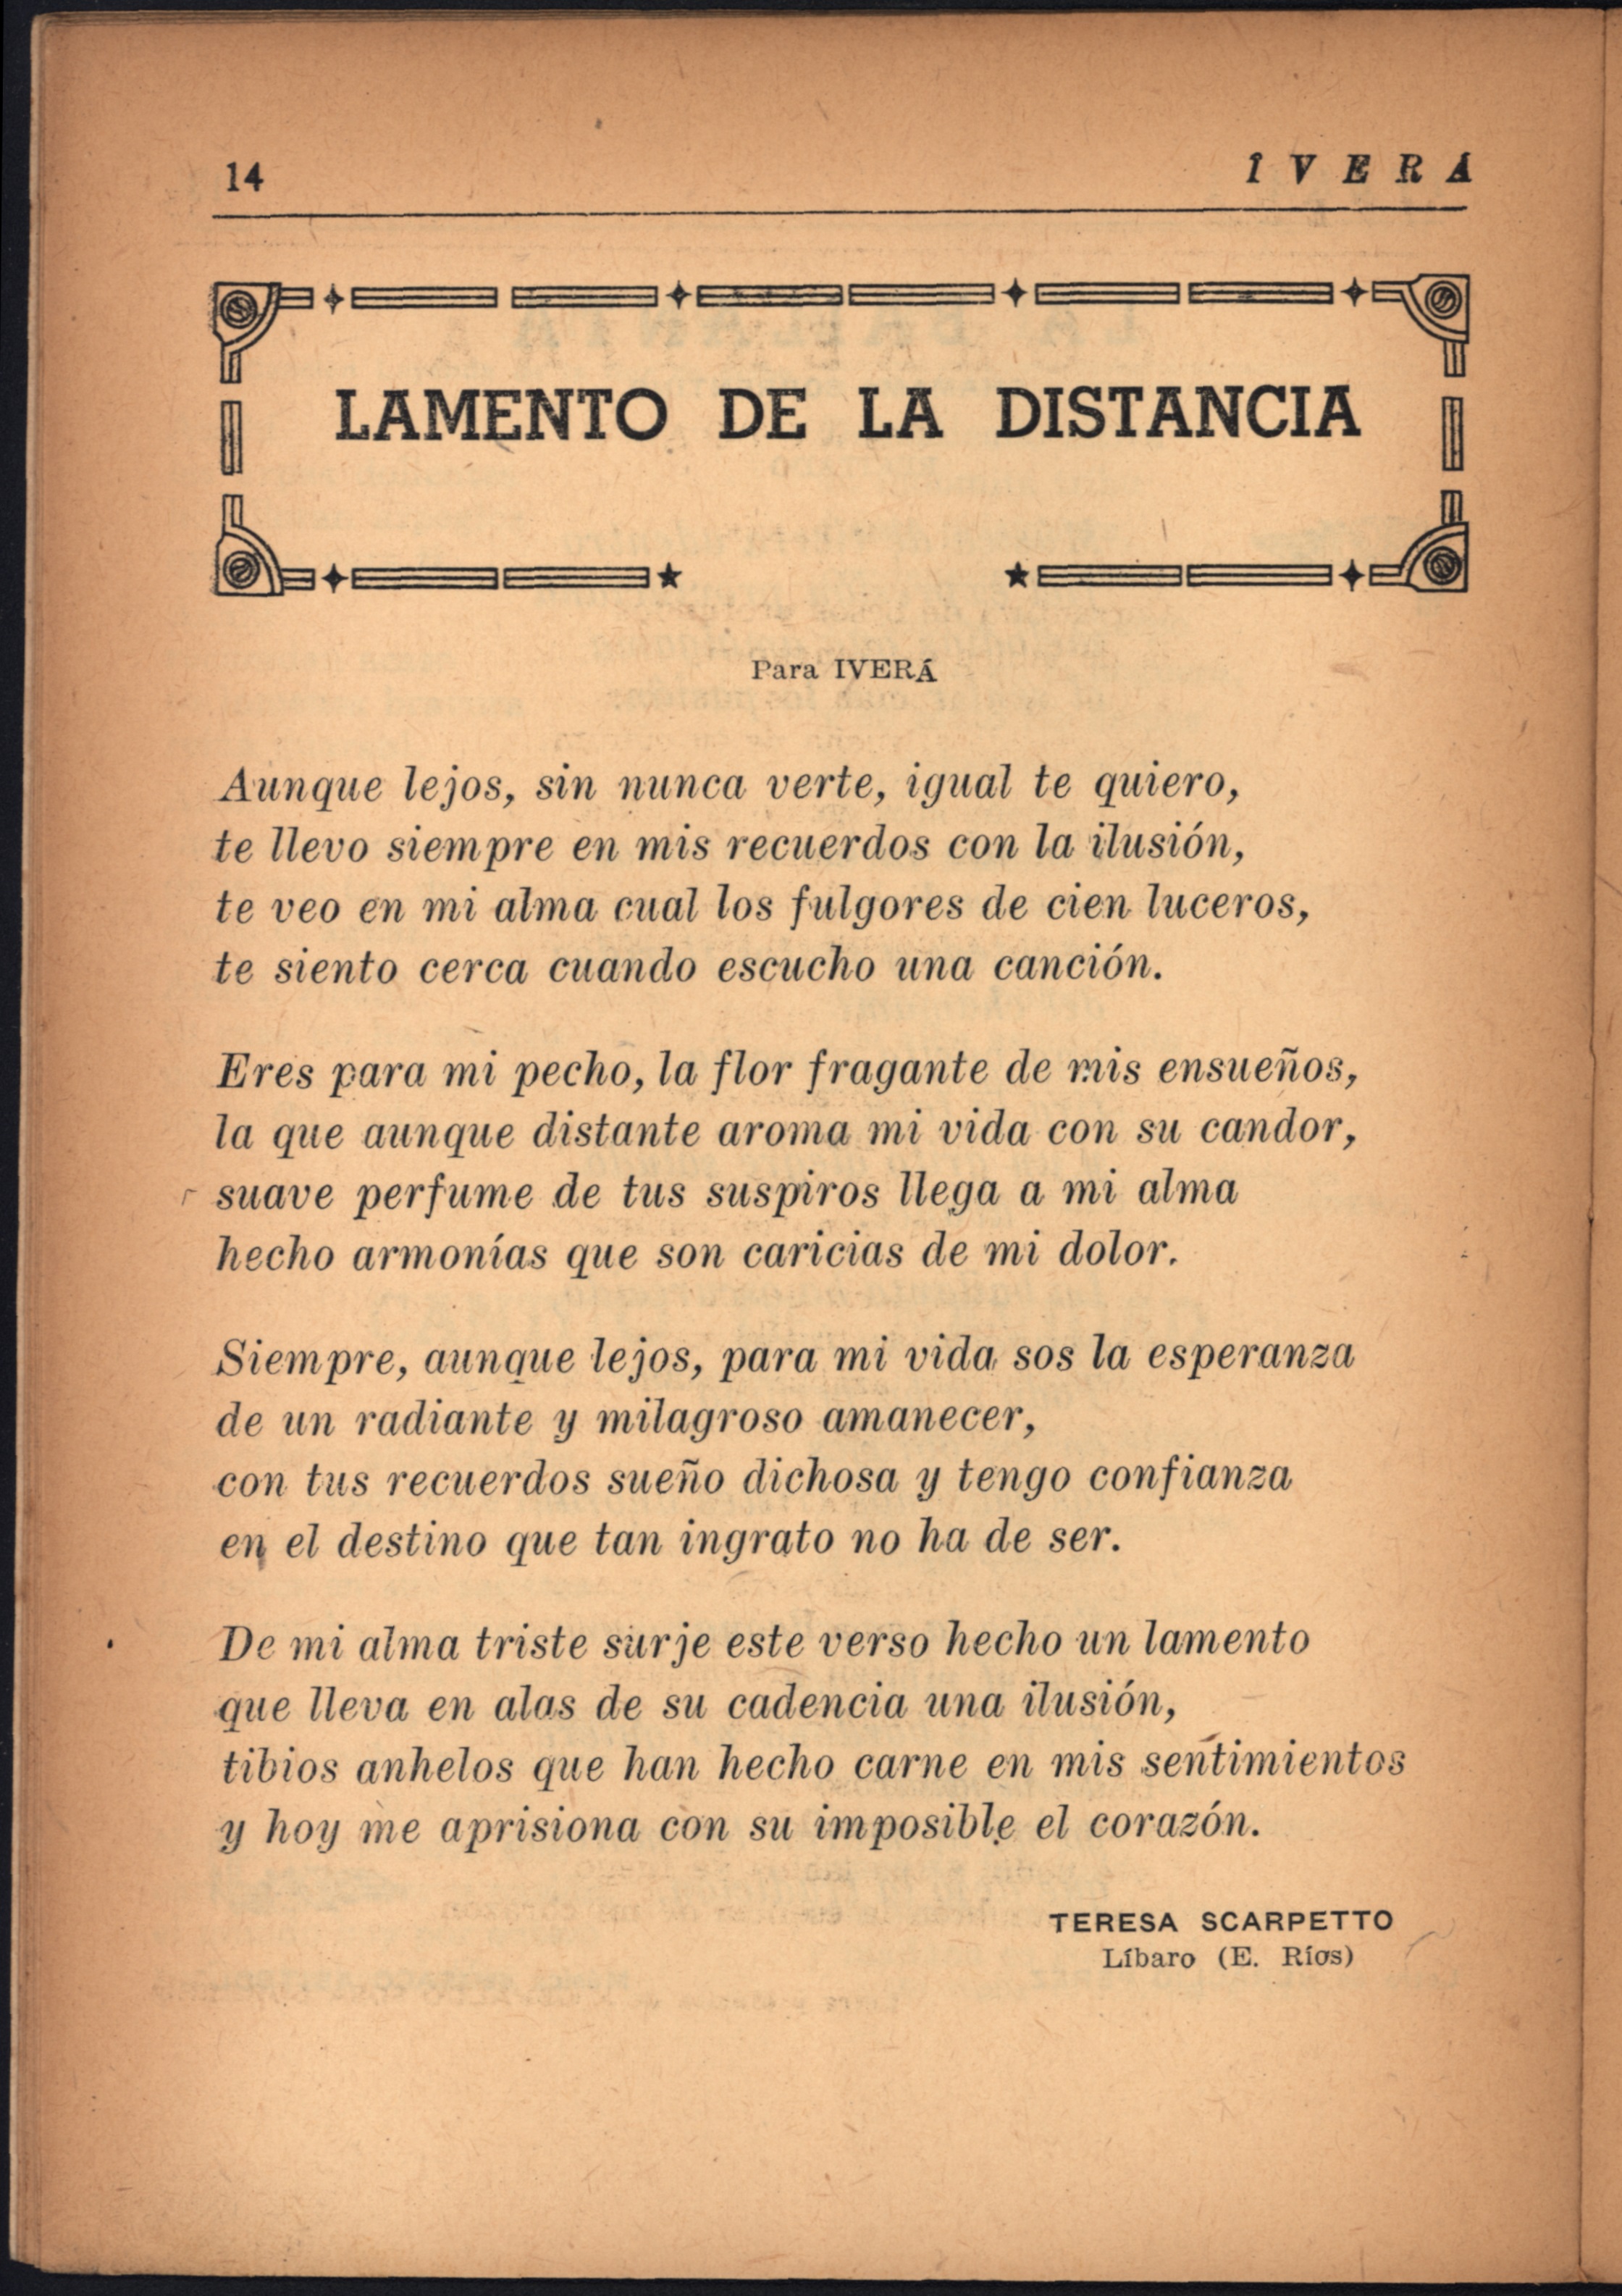 14
IVERÁ
LAMENTO DE LA DISTANCIA
Para IVERÁ
Aunque lejos, sin nunca verte, igual te quiero,
te llevo siempre en mis recuerdos con la ilusión,
te veo en mi alma cual los fulgores de cien luceros,
te siento cerca cuando escucho una canción.
Eres para mi pecho, la flor fragante de mis ensueños,
la que aunque distante aroma mi vida con su candor,
suave perfume de tus suspiros llega a mi alma
hecho armonías que son caricias de mi dolor.
Siempre, aunque lejos, para mi vida sos la esperanza
de un radiante y milagroso amanecer,
con tus recuerdos sueño dichosa y tengo confianza
en el destino que tan ingrato no ha de ser.
De mi alma triste surje este verso hecho un lamento
que lleva en alas de su cadencia una ilusión,
tibios anhelos que han hecho carne en mis sentimientos
y hoy me aprisiona con su imposible el corazón.
TERESA SCARPETTO
Líbaro (E. Ríos)